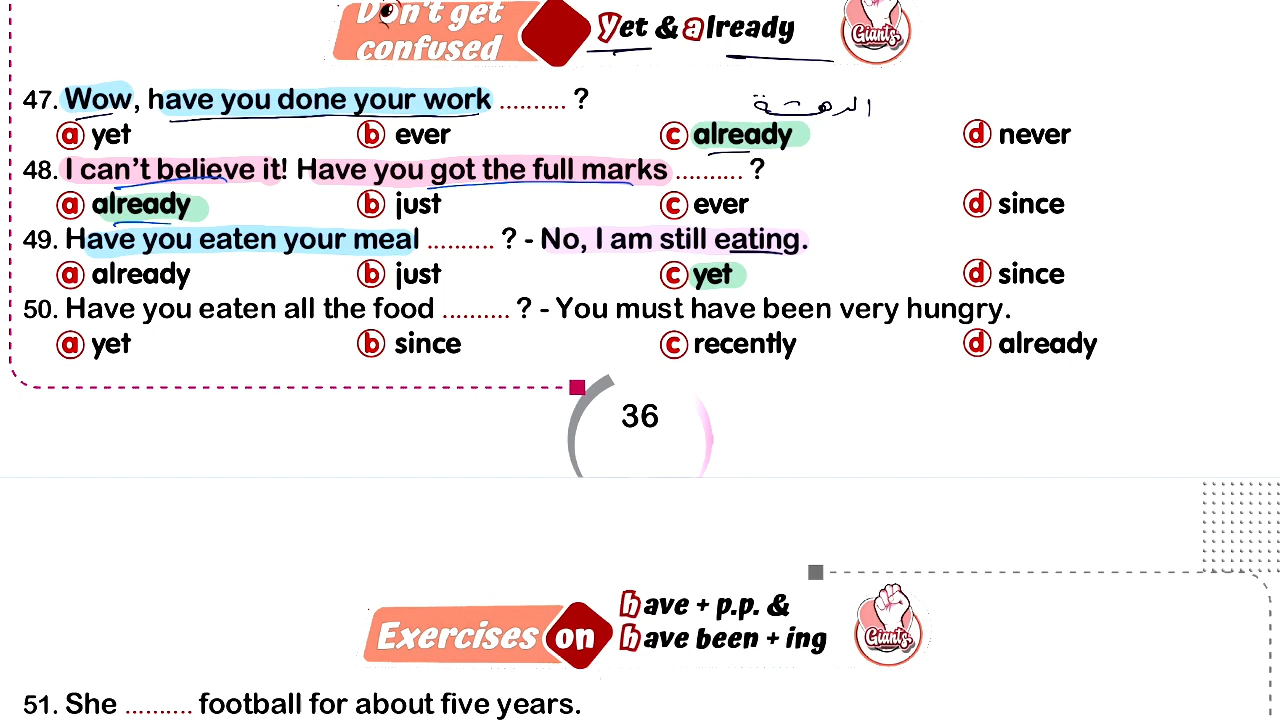 Don't get
confused
Yet & already
Giants
47. Wow, have you done your work .......... ?
الدهشة
a yet b ever c already d never
48. I can't believe it! Have you got the full marks .......... ?
a already b just c ever d since
49. Have you eaten your meal .......... ? - No, I am still eating.
a already b just c yet d since
50. Have you eaten all the food .......... ? - You must have been very hungry.
a yet b since c recently d already
36
Exercises on
have + p.p. &
have been + ing
Giants
51. She .......... football for about five years.